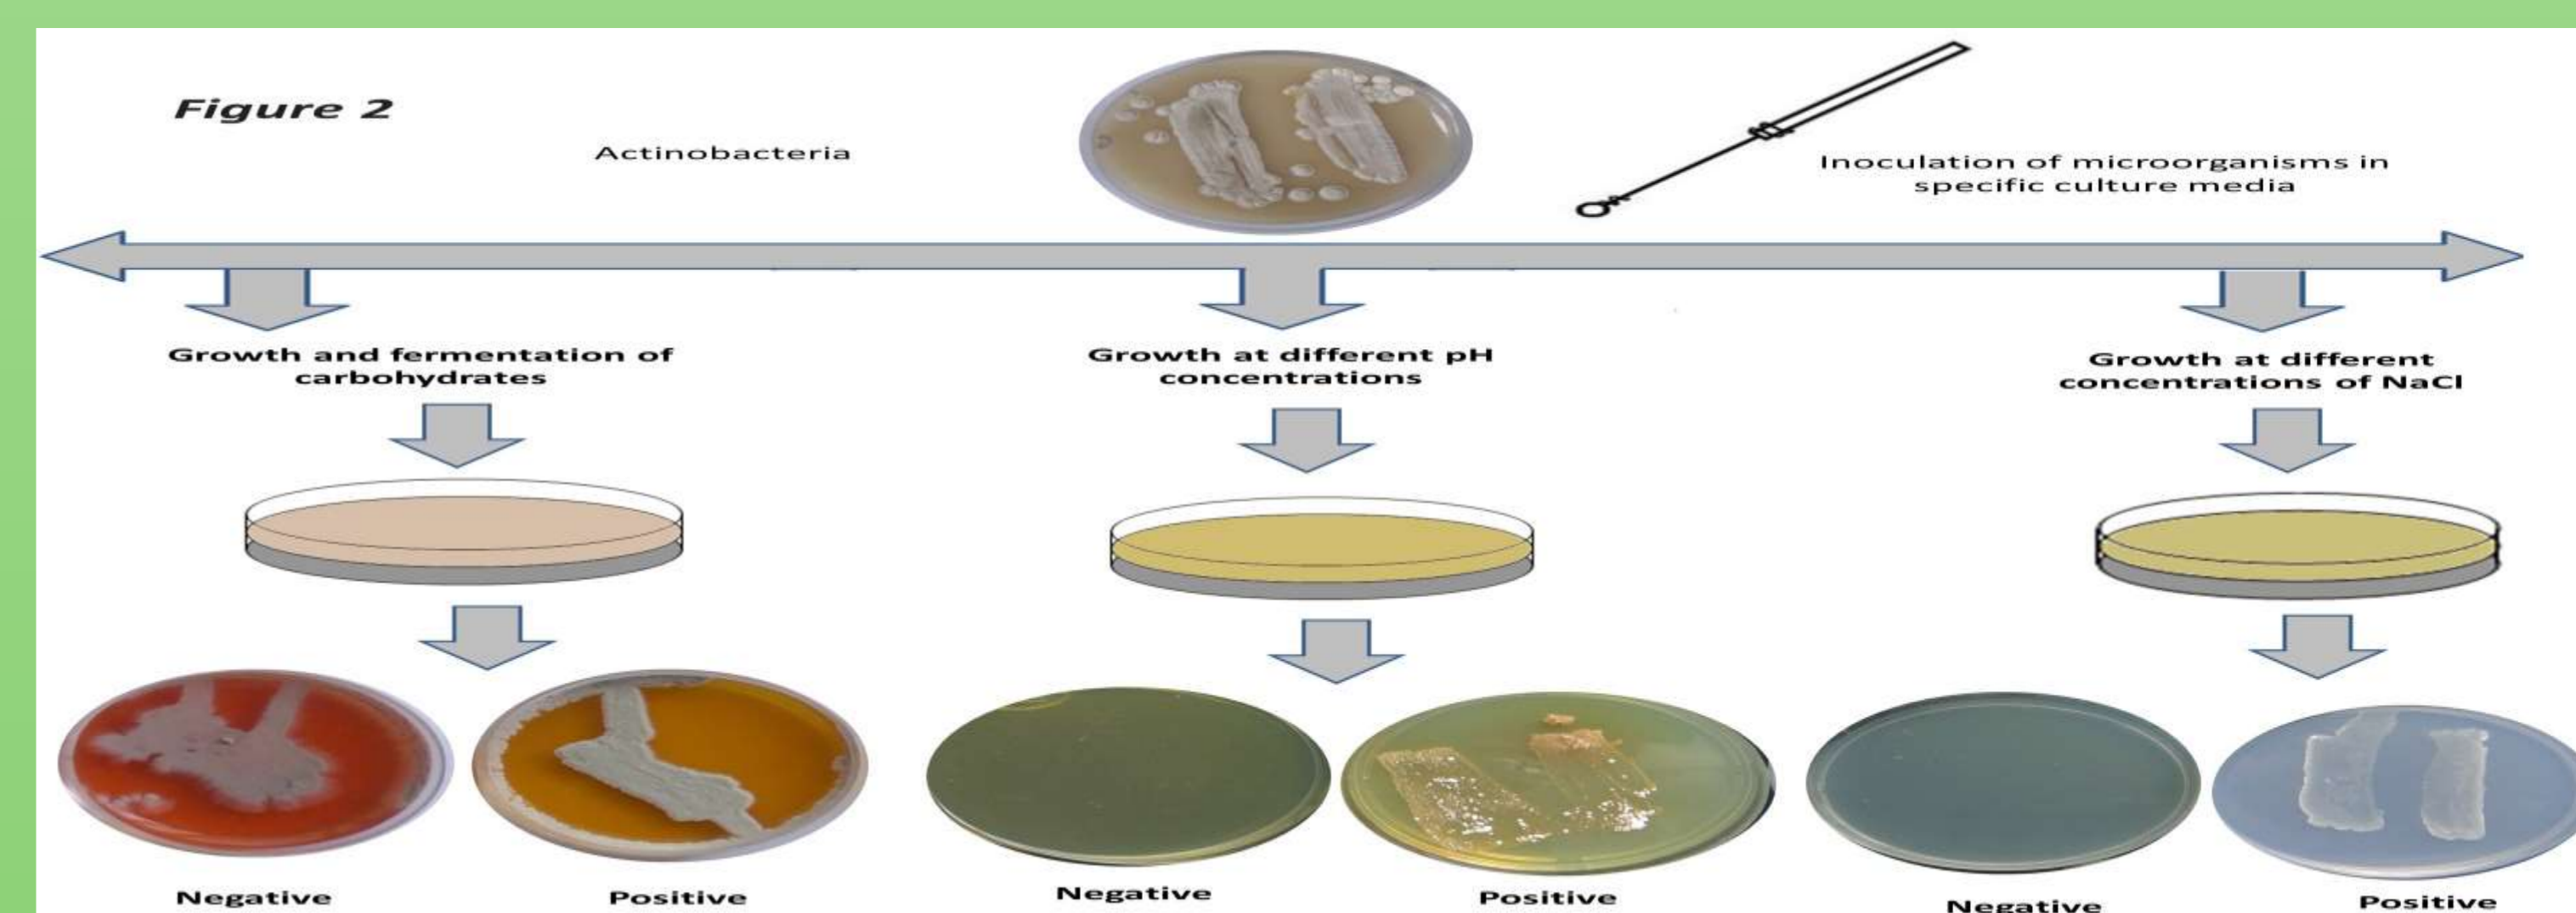 Figure 2
Actinobacteria
Inoculation of microorganisms in
specific culture media
Growth and fermentation of
carbohydrates
Growth at different pH
concentrations
Growth at different
concentrations of NaCl
Negative
Positive
Negative
Positive
Negative
Positive